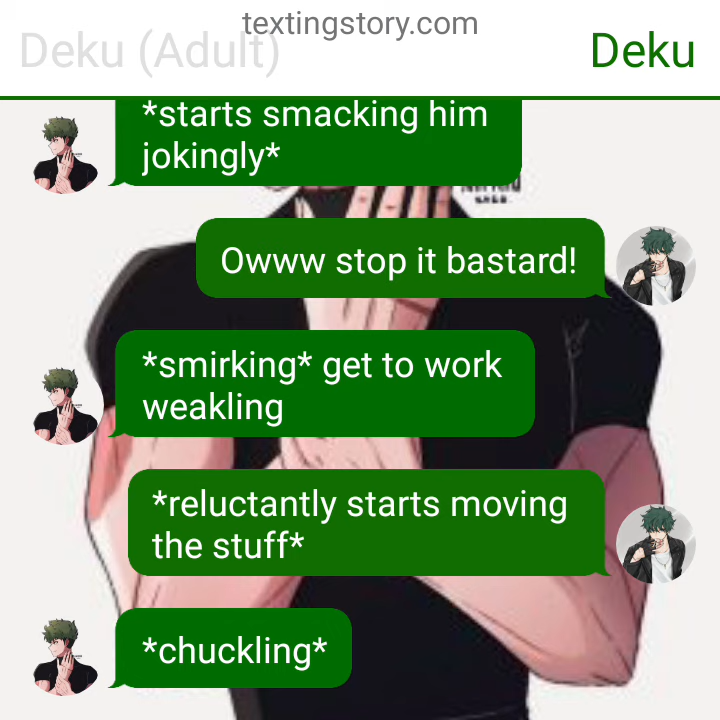 textingstory.com
Deku (Adult)
Deku
*starts smacking him
jokingly*
Owww stop it bastard!
*smirking* get to work
weakling
*reluctantly starts moving
the stuff*
*chuckling*